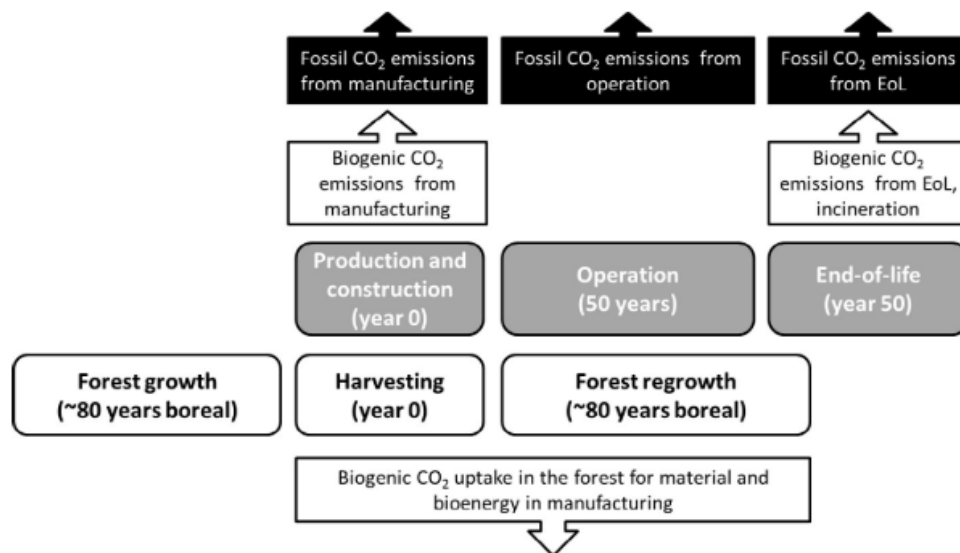 Fossil CO₂ emissions
from manufacturing
Fossil CO₂ emissions from
operation
Fossil CO₂ emissions
from EoL
Biogenic CO₂
emissions from
manufacturing
Biogenic CO₂
emissions from EoL,
incineration
Production and
construction
(year 0)
Operation
(50 years)
End-of-life
(year 50)
Forest growth
(~80 years boreal)
Harvesting
(year 0)
Forest regrowth
(~80 years boreal)
Biogenic CO₂ uptake in the forest for material and
bioenergy in manufacturing